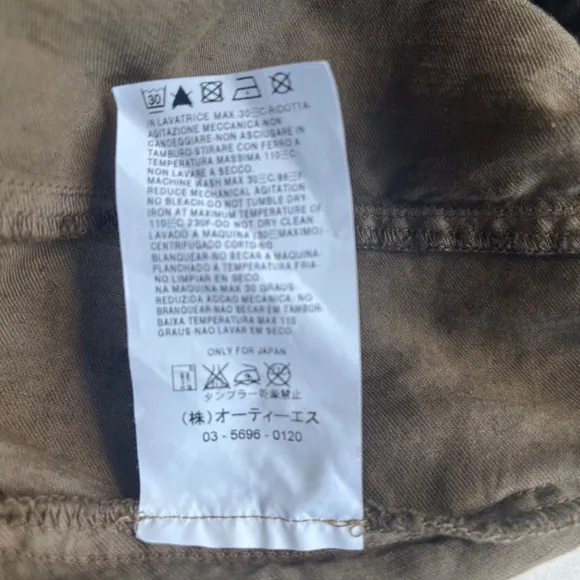 30
IN LAVATRICE MAX. 30☰C-RIDOTTA
AGITAZIONE MECCANICA-NON
CANDEGGIARE-NON ASCIUGARE IN
TAMBURO-STIRARE CON FERRO A
TEMPERATURA MASSIMA 110☰C-
NON LAVARE A SECCO.
MACHINE WASH MAX 30☰C, 86☰F-
REDUCE MECHANICAL AGITATION
NO BLEACH-DO NOT TUMBLE DRY-
IRON AT MAXIMUM TEMPERATURE OF
110☰C 230F-DO NOT DRY CLEAN.
LAVADO A MAQUINA (30☰MAXIMO)-
CENTRIFUGADO CORTO-NO
BLANQUEAR-NO SECAR A MAQUINA-
PLANCHADO A TEMPERATURA FRIA-
NO LIMPIAR EN SECO.
NA MAQUINA MAX 30 GRAUS-
REDUZIDA ACCAO MECANICA-NO
BRANQUEAR-NAO SECAR EM TAMBOR-
BAIXA TEMPERATURA MAX 110
GRAUS-NAO LAVAR EM SECO.
ONLY FOR JAPAN
タンブラー乾燥禁止
(株)オーティーエス
03 - 5696 - 0120